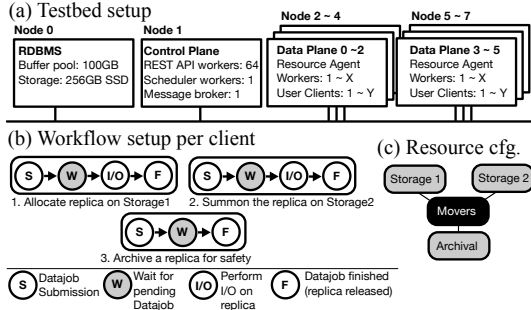 (a) Testbed setup
Node 0
Node 1
Node 2 ~ 4
Node 5 ~ 7
RDBMS
Buffer pool: 100GB
Storage: 256GB SSD
Control Plane
REST API workers: 64
Scheduler workers: 1
Message broker: 1
Data Plane 0 ~2
Resource Agent
Workers: 1 ~ X
User Clients: 1 ~ Y
Data Plane 3 ~ 5
Resource Agent
Workers: 1 ~ X
User Clients: 1 ~ Y
(b) Workflow setup per client
S W I/O F
1. Allocate replica on Storage1
S W I/O F
2. Summon the replica on Storage2
S W F
3. Archive a replica for safety
S Datajob
Submission
W Wait for
pending
Datajob
I/O Perform
I/O on
replica
F Datajob finished
(replica released)
(c) Resource cfg.
Storage 1
Storage 2
Movers
Archival